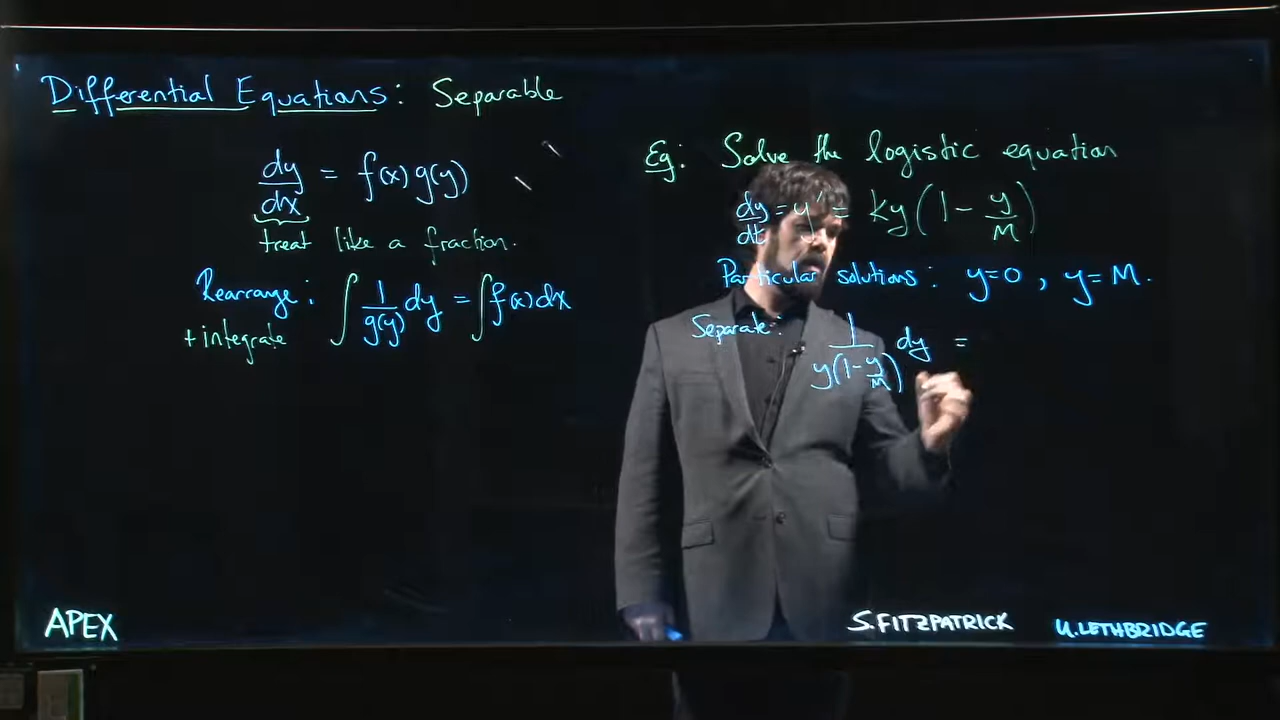 Differential Equations: Separable
dy/dx = f(x)g(y)
treat like a fraction.
Rearrange: ∫ 1/g(y) dy = ∫ f(x)dx
+ integrate
Eg: Solve the logistic equation
dy/dt = y' = ky(1 - y/M)
Particular solutions: y=0, y=M.
Separate: 1/y(1-y/M) dy =
APEX
S.FITZPATRICK
U.LETHBRIDGE